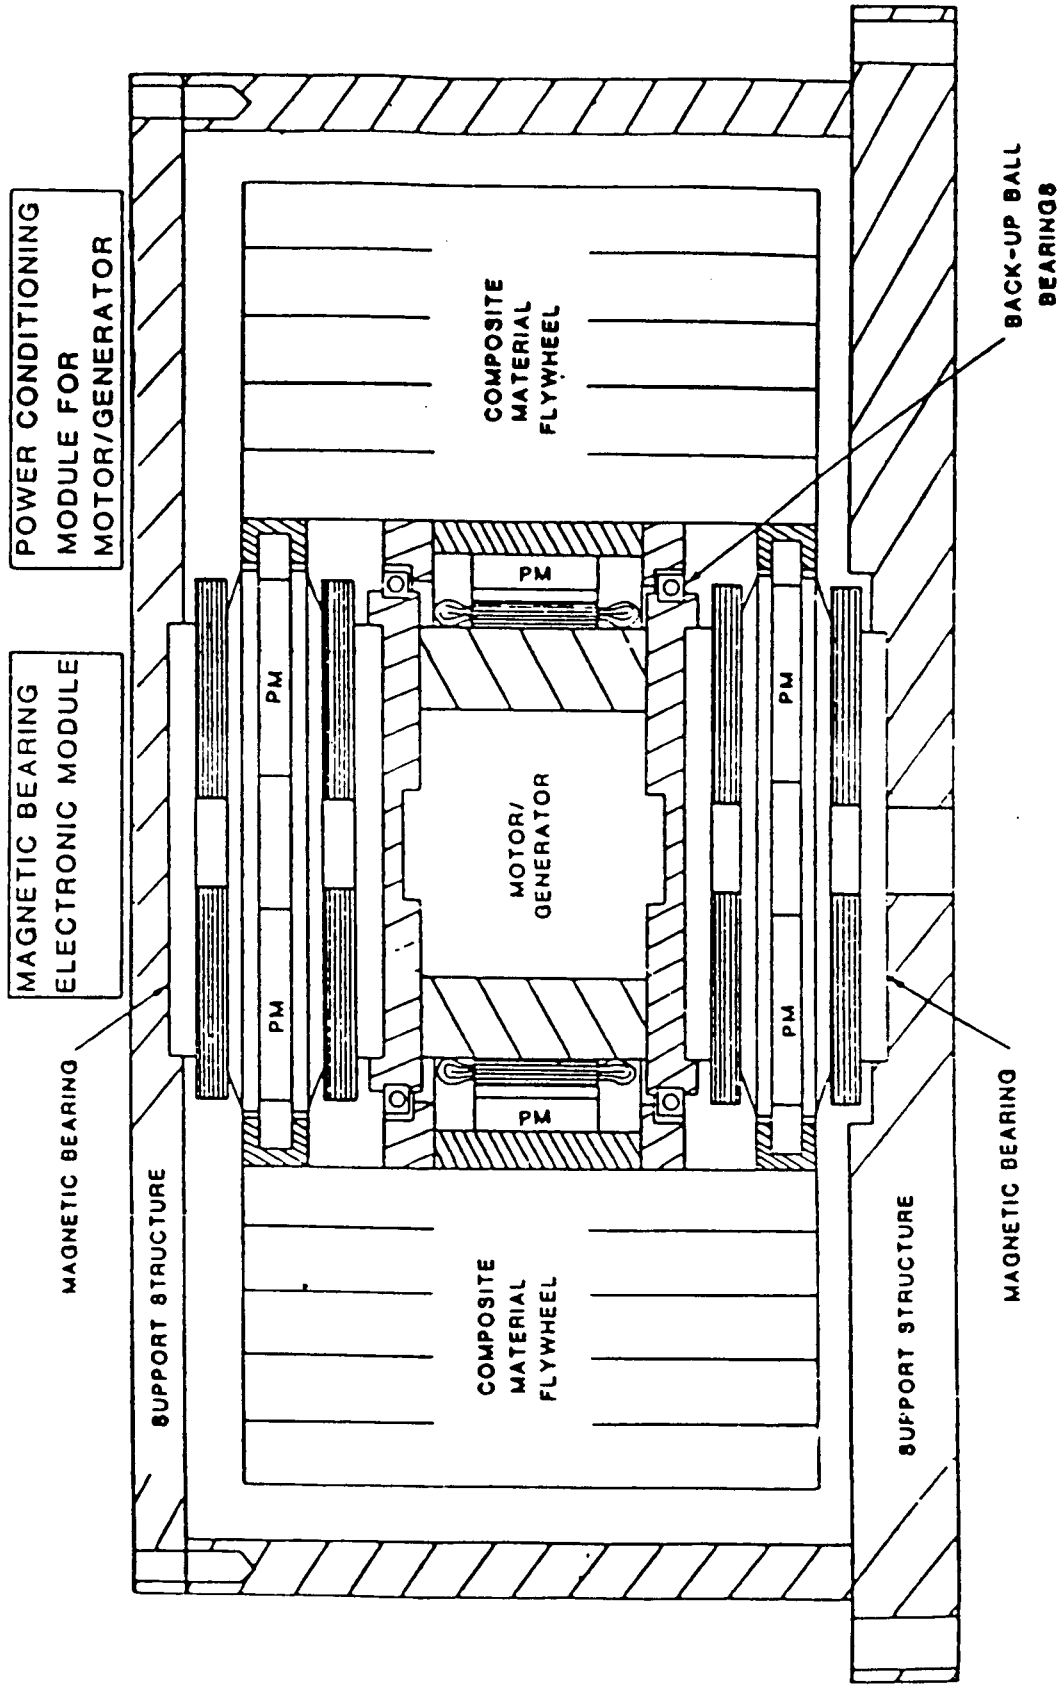 MAGNETIC BEARING
ELECTRONIC MODULE
POWER CONDITIONING
MODULE FOR
MOTOR/GENERATOR
MAGNETIC BEARING
SUPPORT STRUCTURE
PM
PM
COMPOSITE
MATERIAL
FLYWHEEL
PM
MOTOR/
GENERATOR
PM
COMPOSITE
MATERIAL
FLYWHEEL
PM
PM
SUPPORT STRUCTURE
MAGNETIC BEARING
BACK-UP BALL
BEARINGS